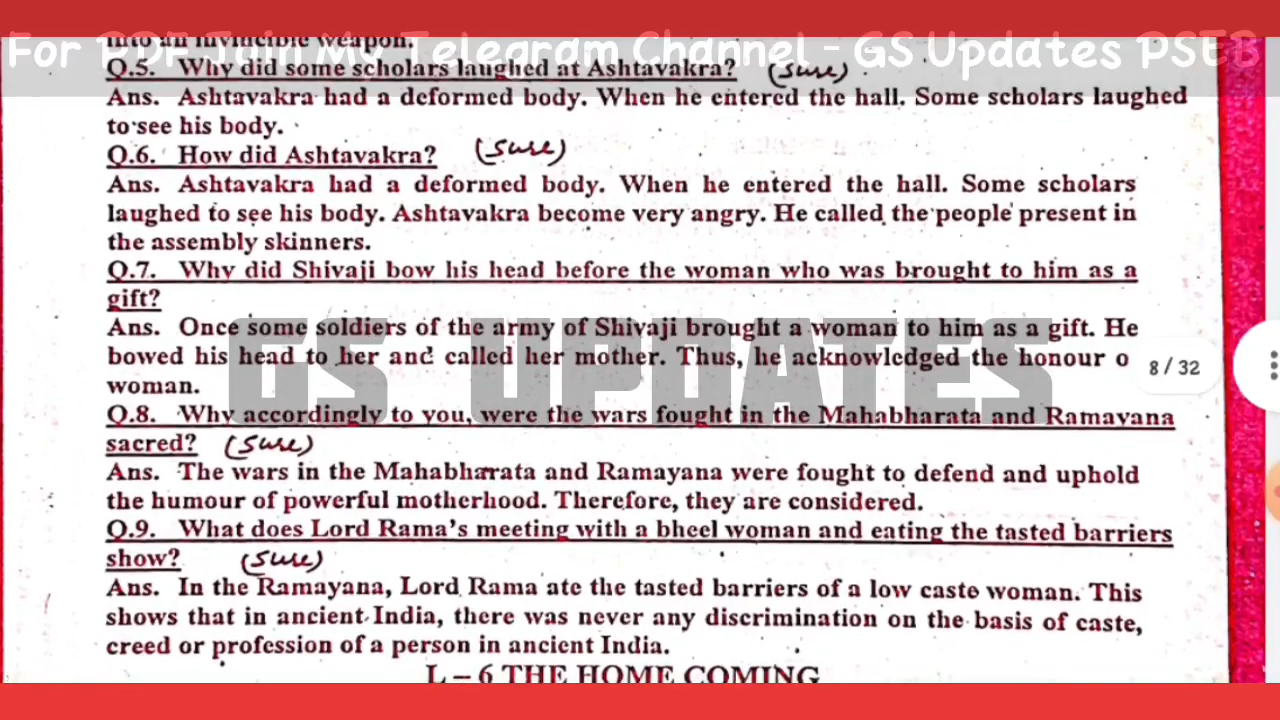 For PDF Join My Telegram Channel - GS Updates PSEB
into an invincible weapon.
Q.5. Why did some scholars laughed at Ashtavakra? (sure)
Ans. Ashtavakra had a deformed body. When he entered the hall. Some scholars laughed
to see his body.
Q.6. How did Ashtavakra? (sure)
Ans. Ashtavakra had a deformed body. When he entered the hall. Some scholars
laughed to see his body. Ashtavakra become very angry. He called the people present in
the assembly skinners.
Q.7. Why did Shivaji bow his head before the woman who was brought to him as a
gift?
Ans. Once some soldiers of the army of Shivaji brought a woman to him as a gift. He
bowed his head to her and called her mother. Thus, he acknowledged the honour o
8 / 32
woman.
GS UPDATES
Q.8. Why accordingly to you, were the wars fought in the Mahabharata and Ramayana
sacred? (sure)
Ans. The wars in the Mahabharata and Ramayana were fought to defend and uphold
the humour of powerful motherhood. Therefore, they are considered.
Q.9. What does Lord Rama's meeting with a bheel woman and eating the tasted barriers
show? (sure)
Ans. In the Ramayana, Lord Rama ate the tasted barriers of a low caste woman. This
shows that in ancient India, there was never any discrimination on the basis of caste,
creed or profession of a person in ancient India.
L – 6 THE HOME COMING